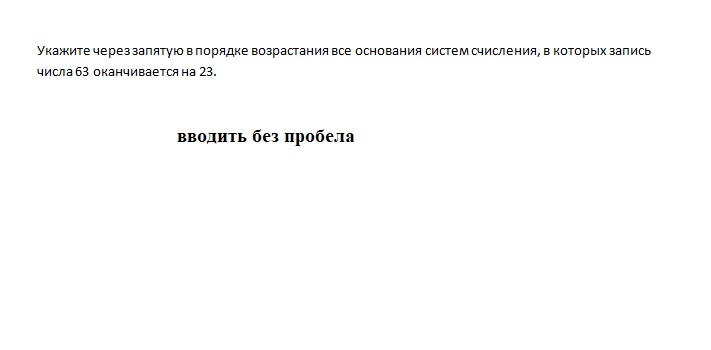 Укажите через запятую в порядке возрастания все основания систем счисления, в которых запись
числа 63 оканчивается на 23.
вводить без пробела